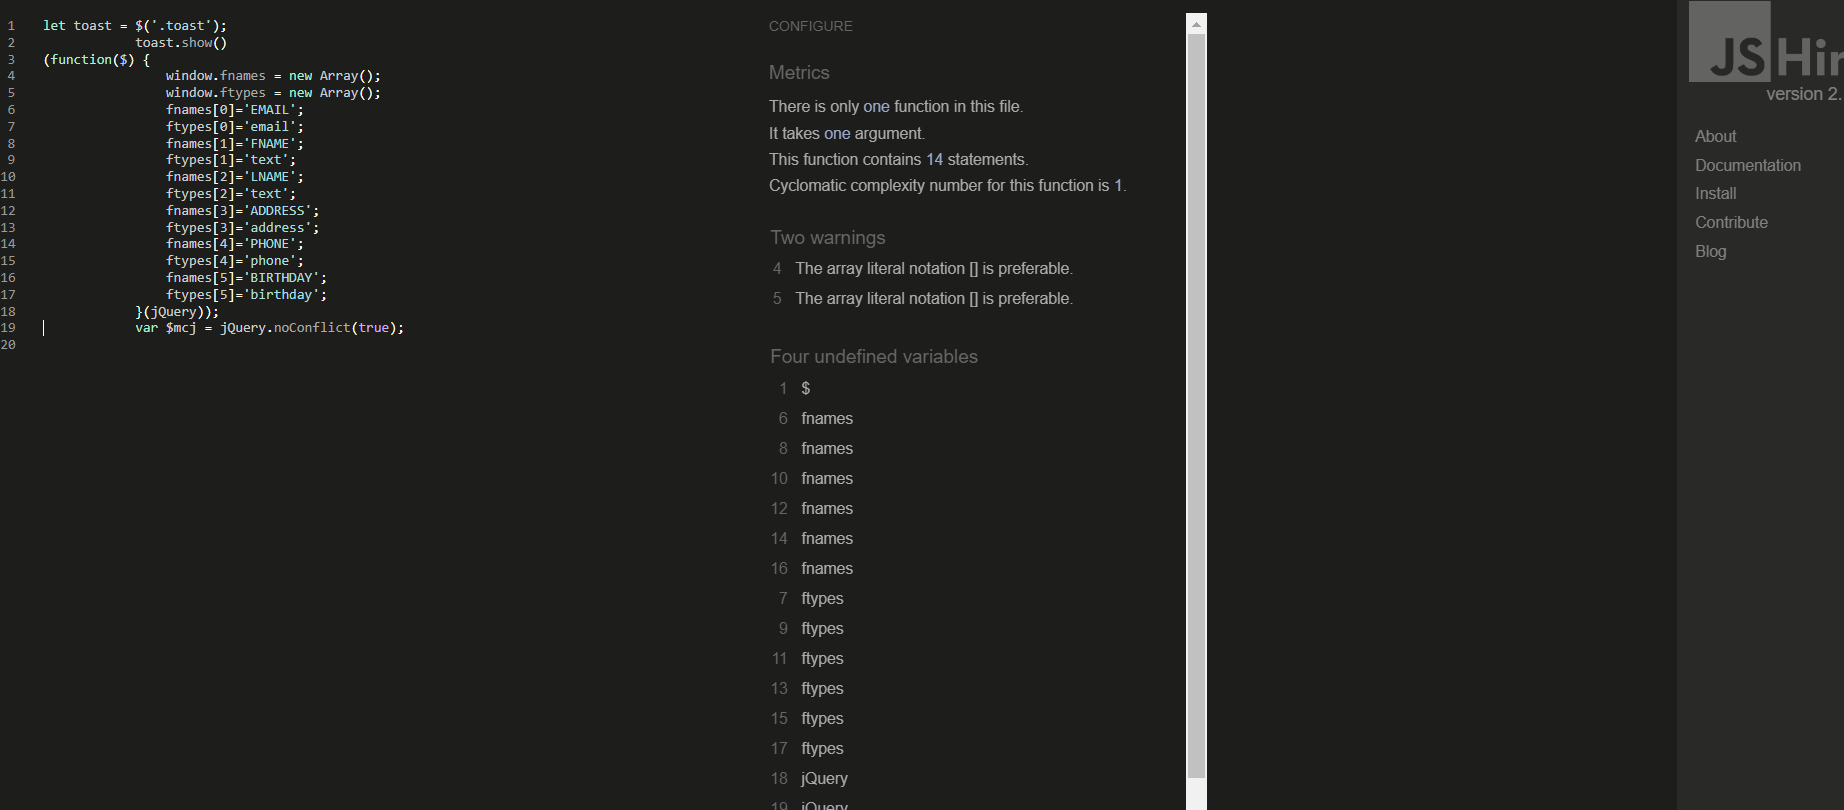 1 let toast = $('.toast');
2 toast.show()
3 (function($) {
4 window.fnames = new Array();
5 window.ftypes = new Array();
6 fnames[0]='EMAIL';
7 ftypes[0]='email';
8 fnames[1]='FNAME';
9 ftypes[1]='text';
10 fnames[2]='LNAME';
11 ftypes[2]='text';
12 fnames[3]='ADDRESS';
13 ftypes[3]='address';
14 fnames[4]='PHONE';
15 ftypes[4]='phone';
16 fnames[5]='BIRTHDAY';
17 ftypes[5]='birthday';
18 }(jQuery));
19 var $mcj = jQuery.noConflict(true);
20
CONFIGURE
Metrics
There is only one function in this file.
It takes one argument.
This function contains 14 statements.
Cyclomatic complexity number for this function is 1.
Two warnings
4 The array literal notation [] is preferable.
5 The array literal notation [] is preferable.
Four undefined variables
1 $
6 fnames
8 fnames
10 fnames
12 fnames
14 fnames
16 fnames
7 ftypes
9 ftypes
11 ftypes
13 ftypes
15 ftypes
17 ftypes
18 jQuery
19 jQuery
JSHin
version 2.
About
Documentation
Install
Contribute
Blog